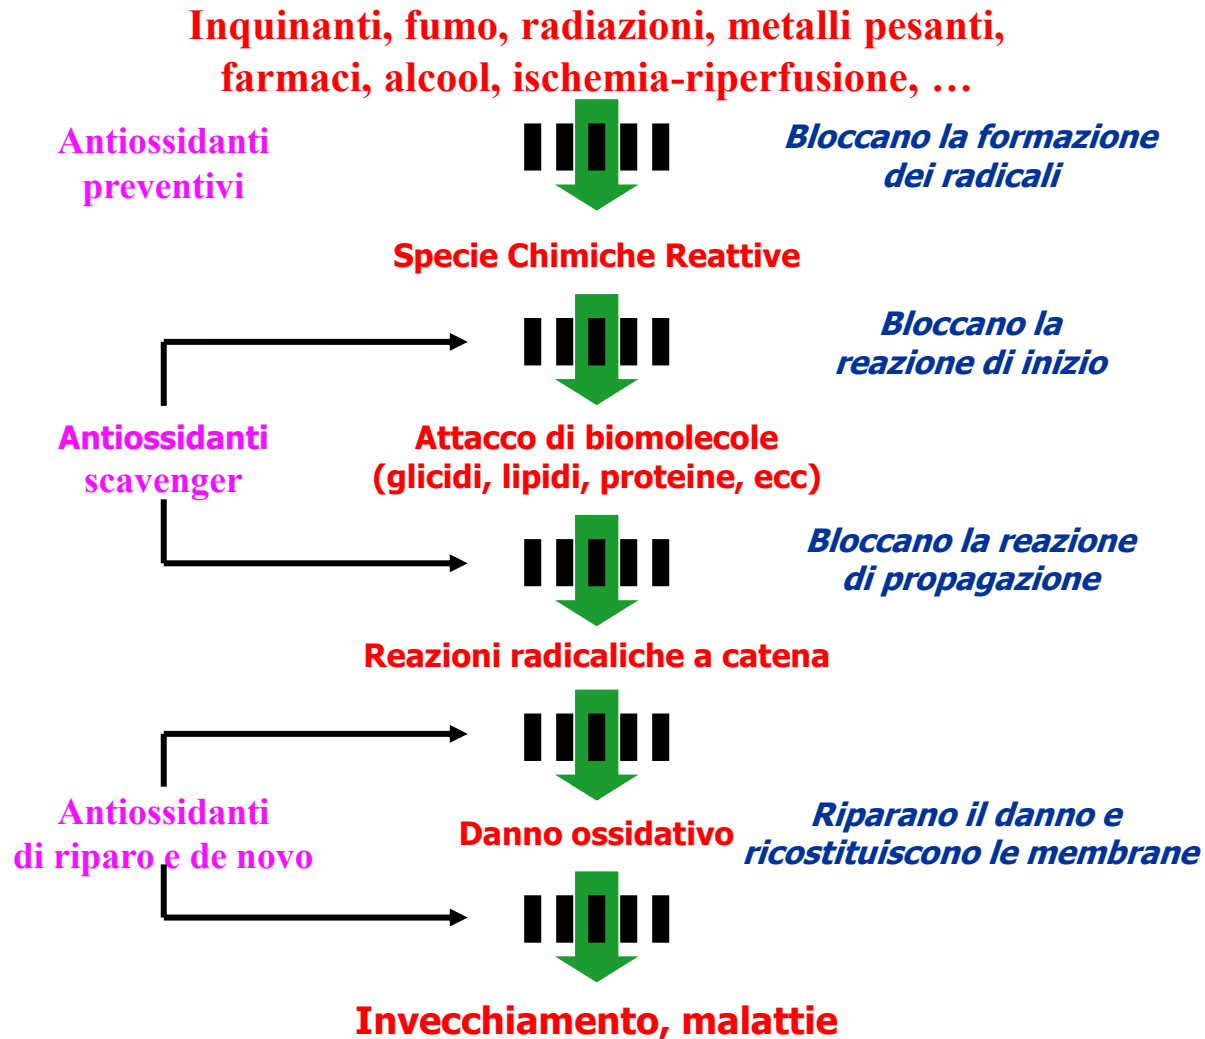 Inquinanti, fumo, radiazioni, metalli pesanti,
farmaci, alcool, ischemia-riperfusione, …
Antiossidanti
preventivi
Bloccano la formazione
dei radicali
Specie Chimiche Reattive
Bloccano la
reazione di inizio
Antiossidanti
scavenger
Attacco di biomolecole
(glicidi, lipidi, proteine, ecc)
Bloccano la reazione
di propagazione
Reazioni radicaliche a catena
Antiossidanti
di riparo e de novo
Danno ossidativo
Riparano il danno e
ricostituiscono le membrane
Invecchiamento, malattie